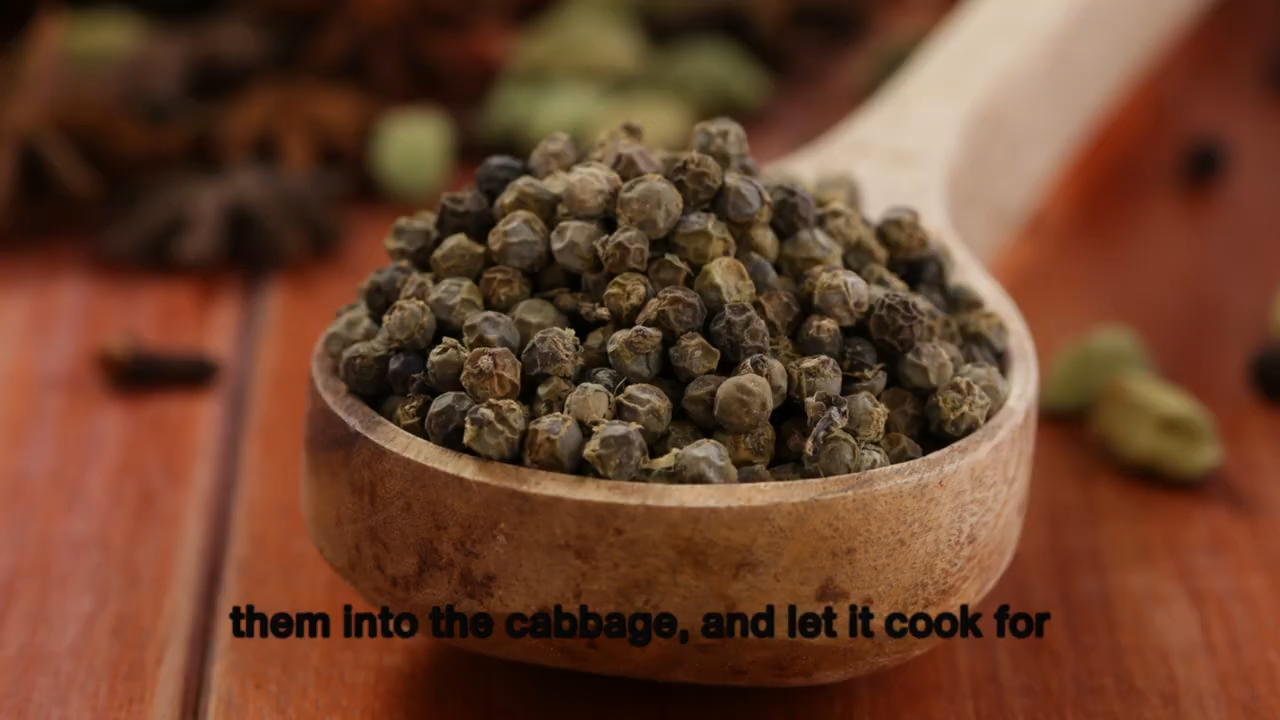 them into the cabbage, and let it cook for